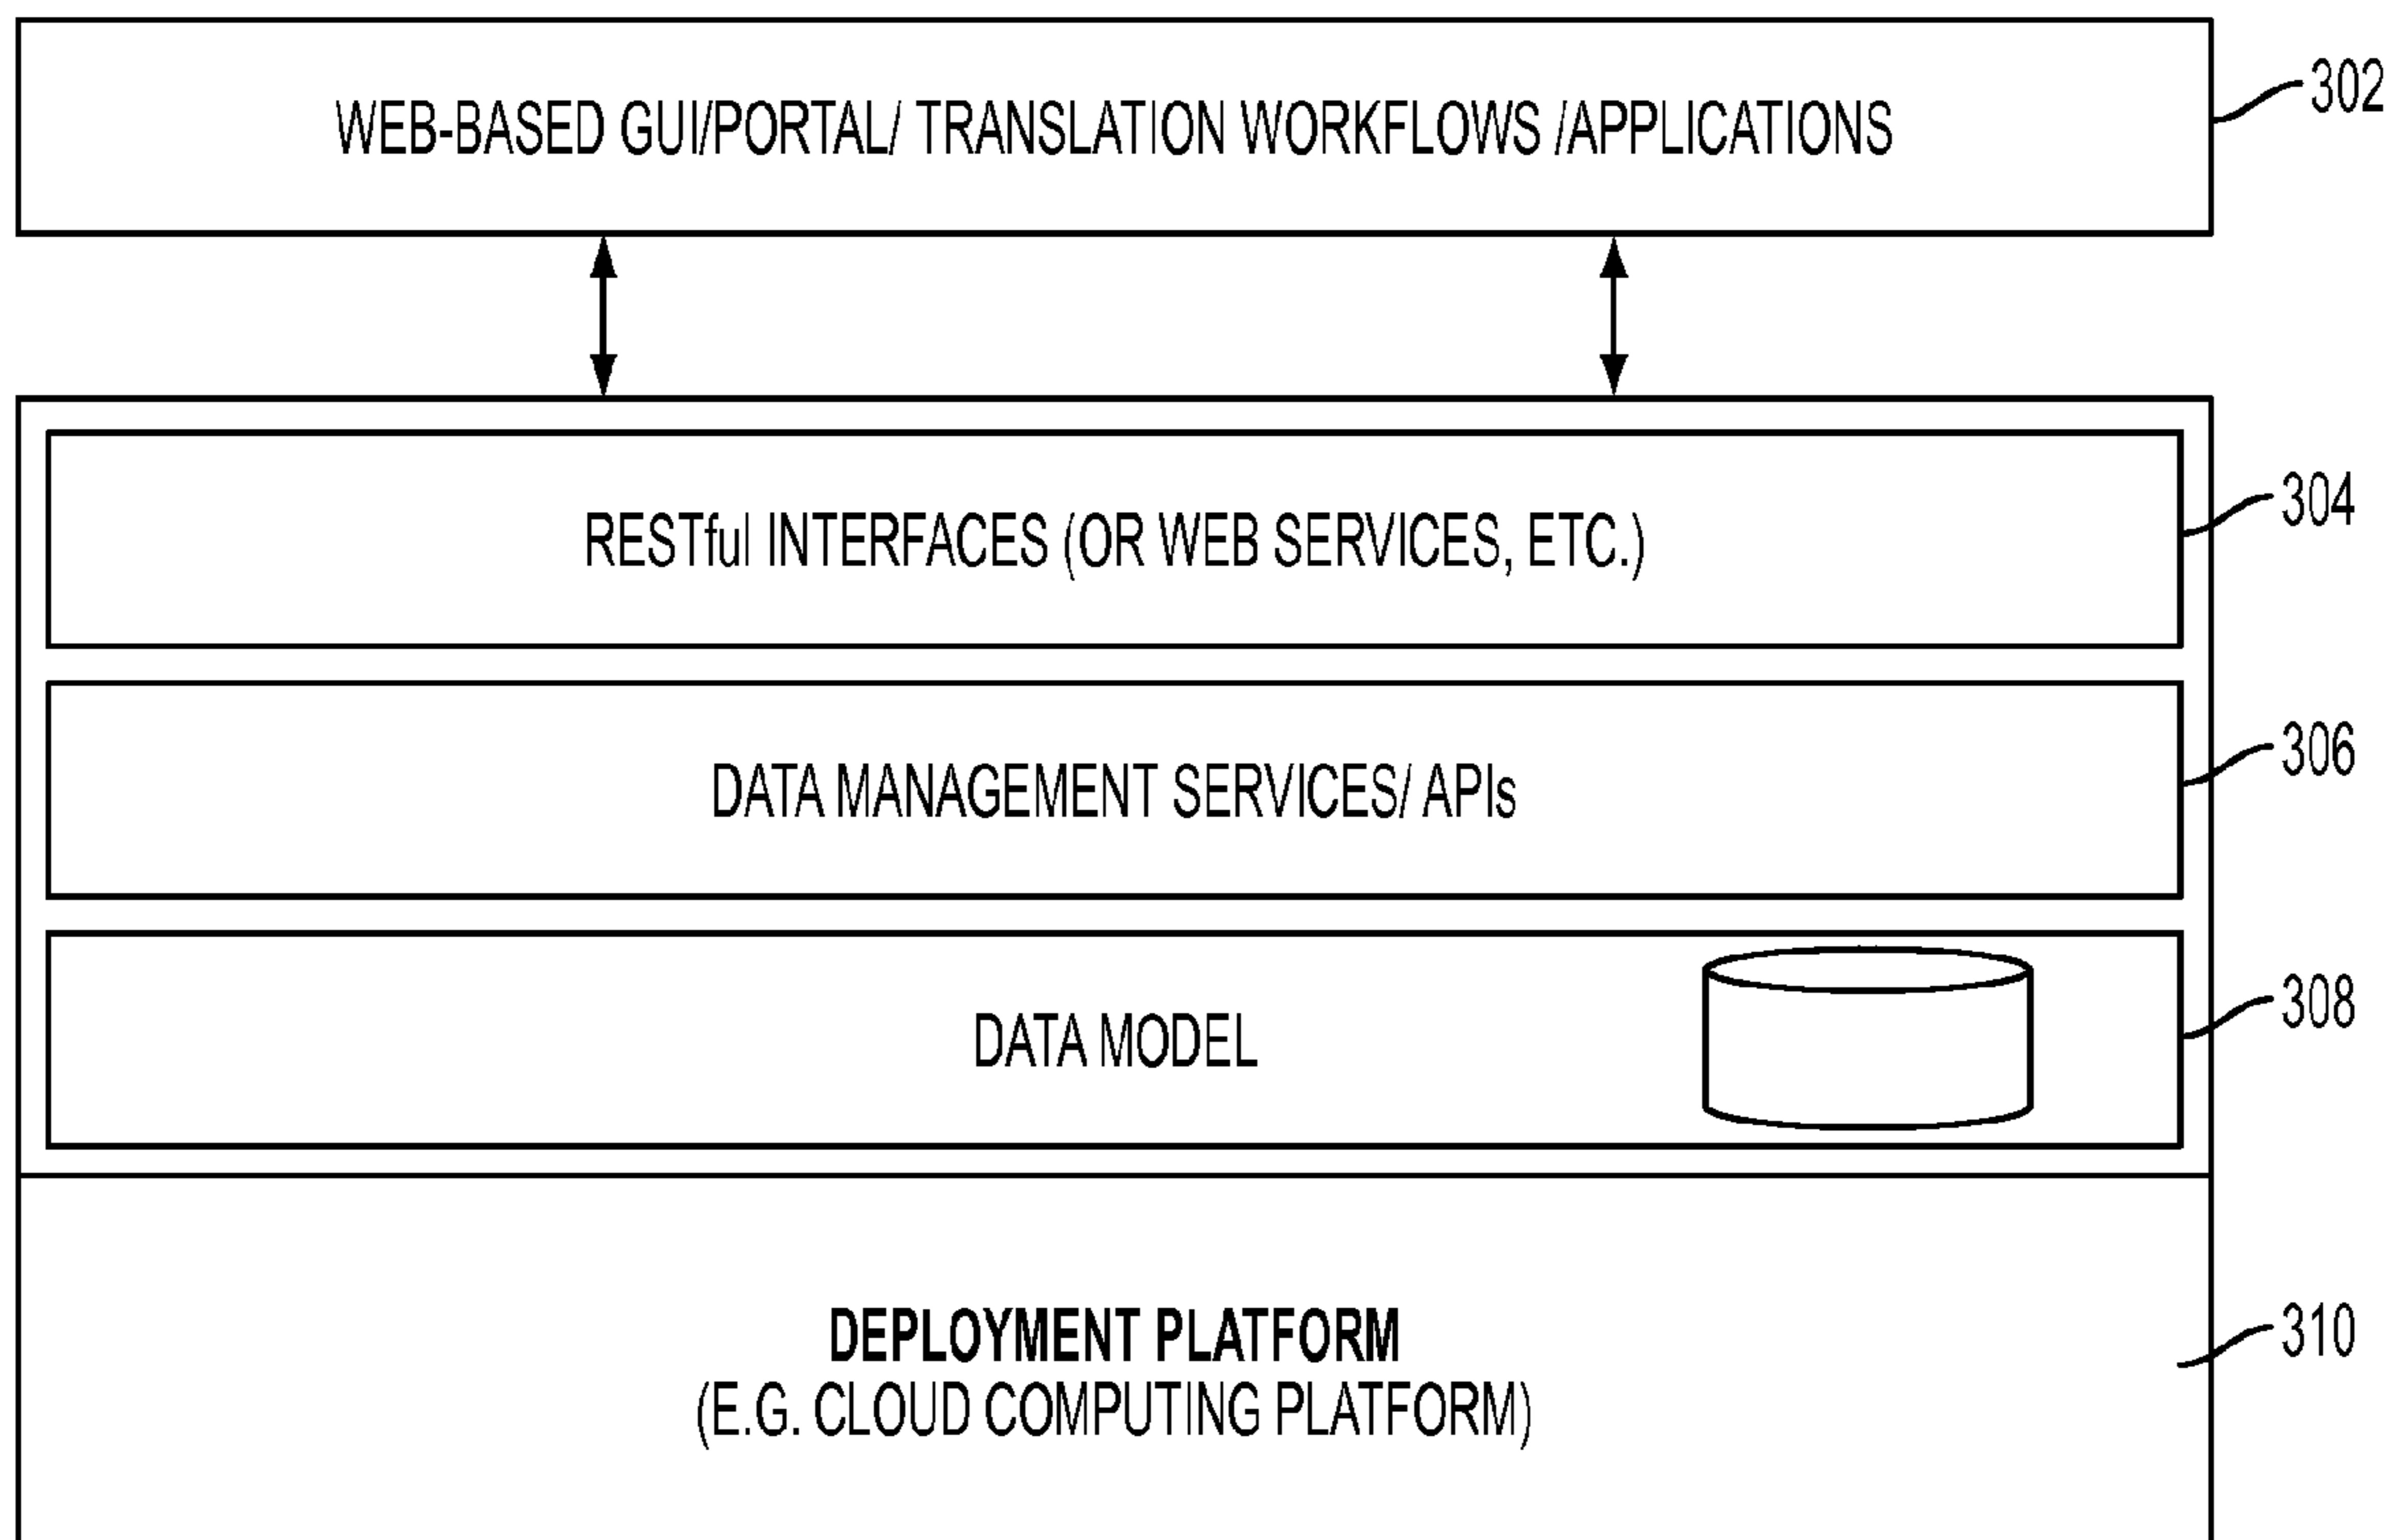 WEB-BASED GUI/PORTAL/ TRANSLATION WORKFLOWS /APPLICATIONS
302
RESTful INTERFACES (OR WEB SERVICES, ETC.)
304
DATA MANAGEMENT SERVICES/ APIs
306
DATA MODEL
308
DEPLOYMENT PLATFORM
(E.G. CLOUD COMPUTING PLATFORM)
310